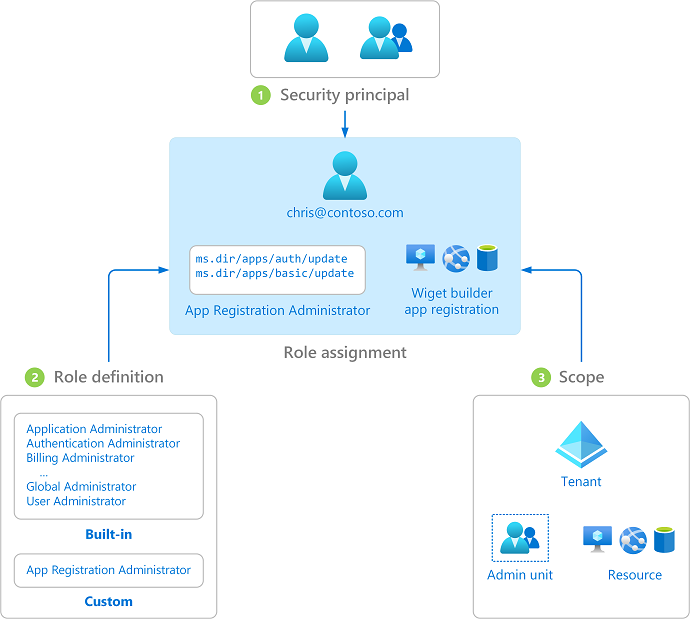 1 Security principal
chris@contoso.com
ms.dir/apps/auth/update
ms.dir/apps/basic/update
App Registration Administrator
Wiget builder
app registration
Role assignment
2 Role definition
Application Administrator
Authentication Administrator
Billing Administrator
...
Global Administrator
User Administrator
Built-in
App Registration Administrator
Custom
3 Scope
Tenant
Admin unit
Resource